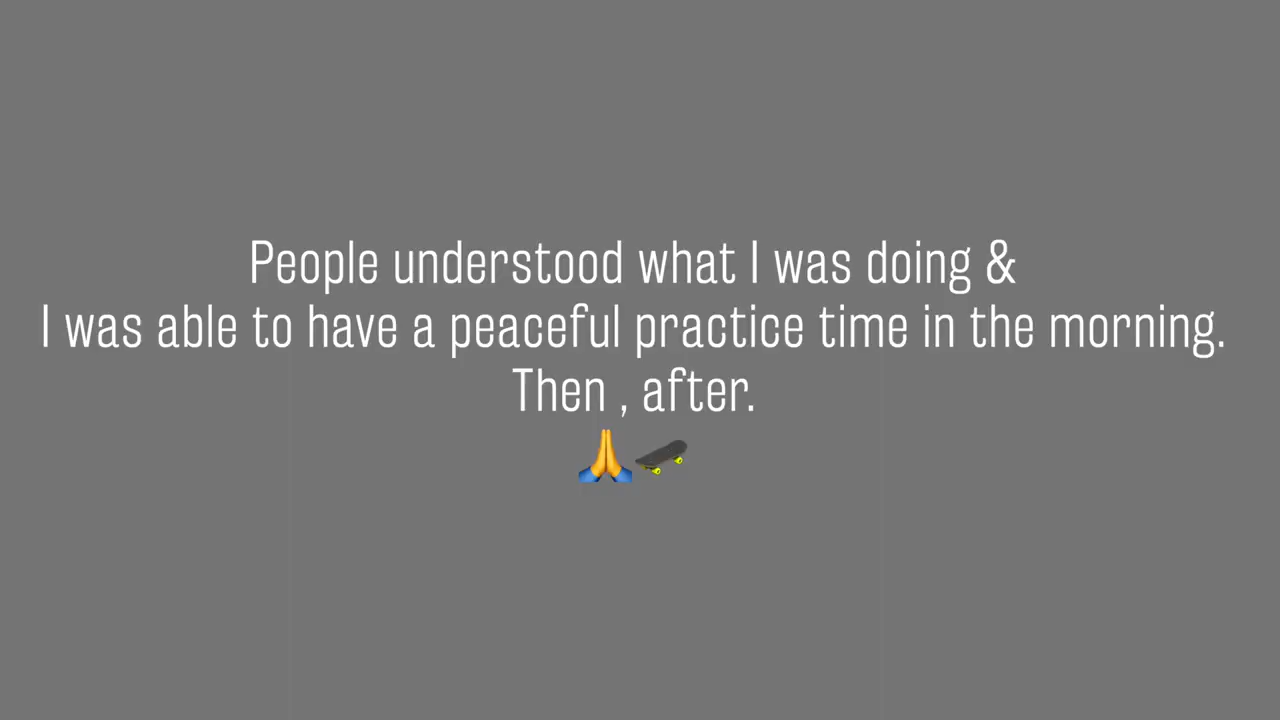 People understood what I was doing &
I was able to have a peaceful practice time in the morning.
Then , after.
🙏🛹